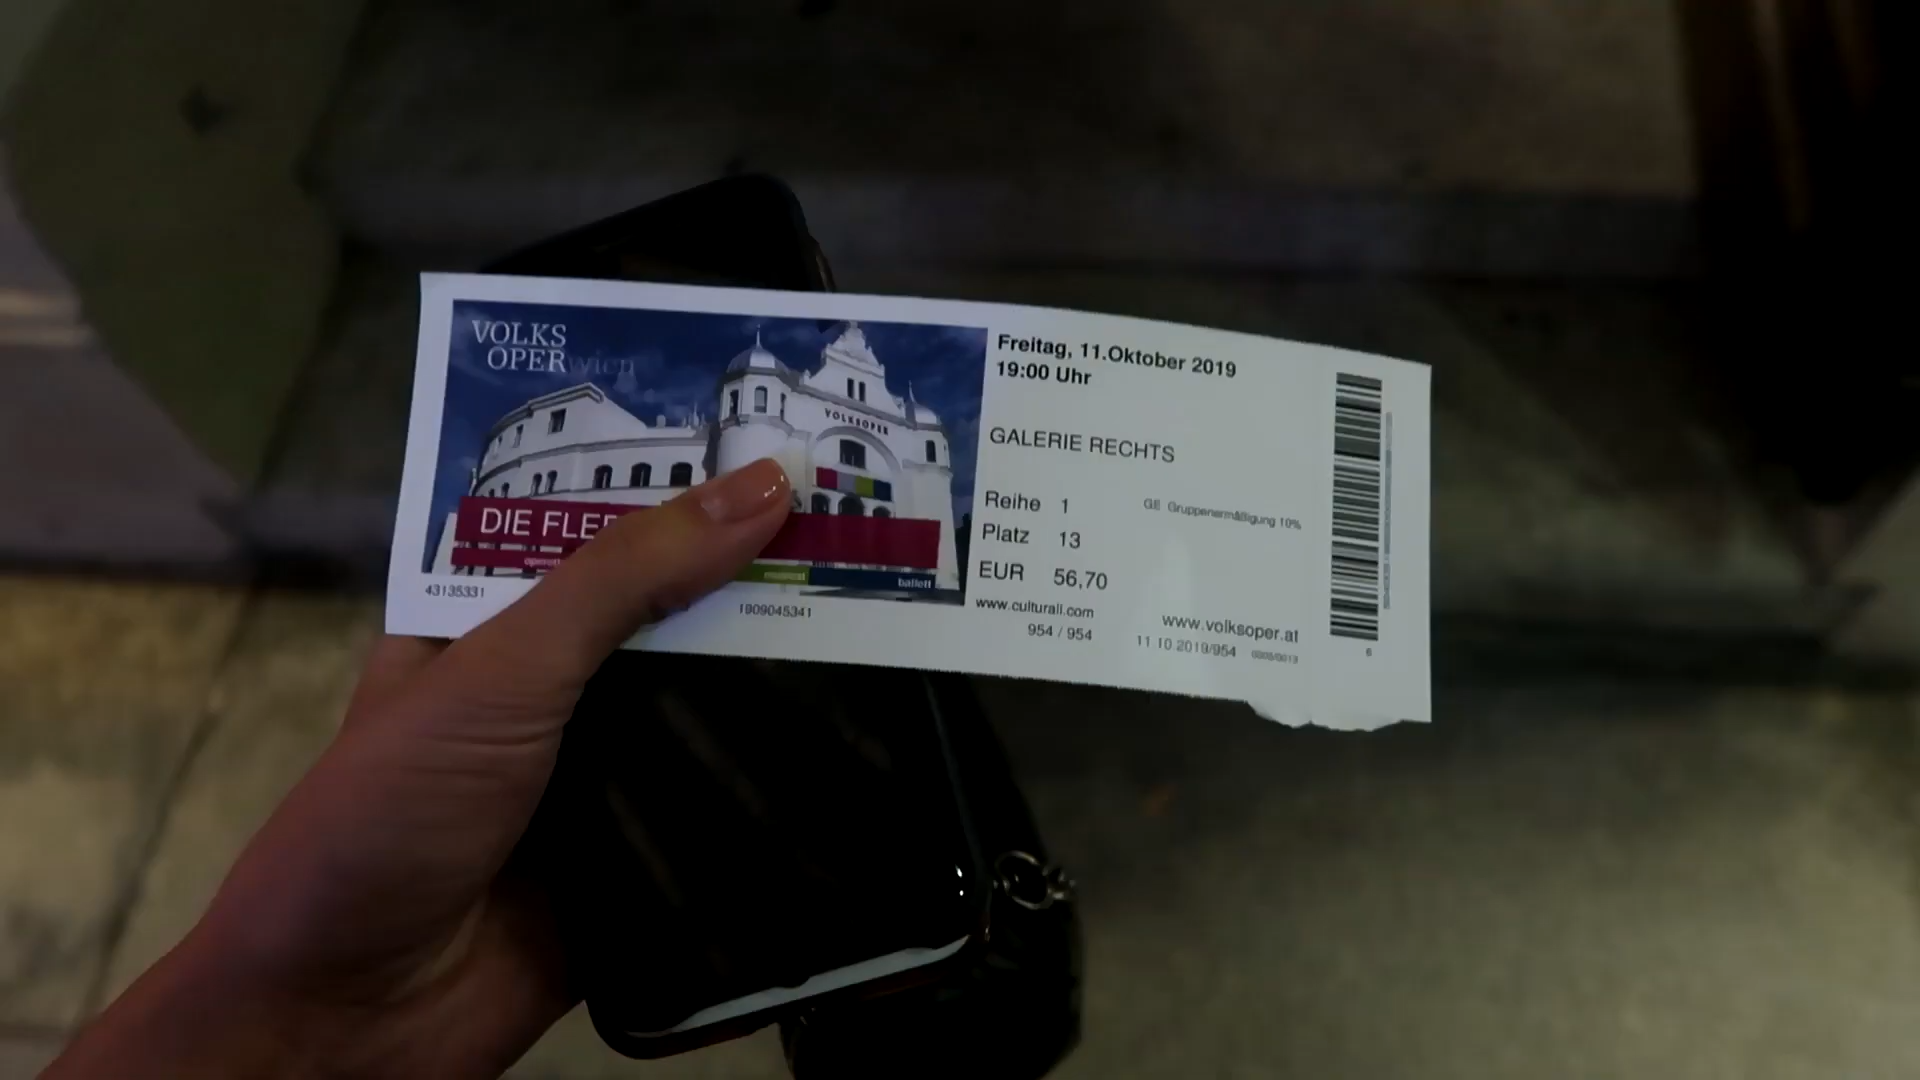 VOLKS
OPER wien
VOLKSOPER
DIE FLE
ballett
43135331
1909045341
Freitag, 11.Oktober 2019
19:00 Uhr
GALERIE RECHTS
Reihe 1
GE Gruppenermäßigung 10%
Platz 13
EUR 56,70
www.culturall.com
954 / 954
www.volksoper.at
11 10 2019/954
6